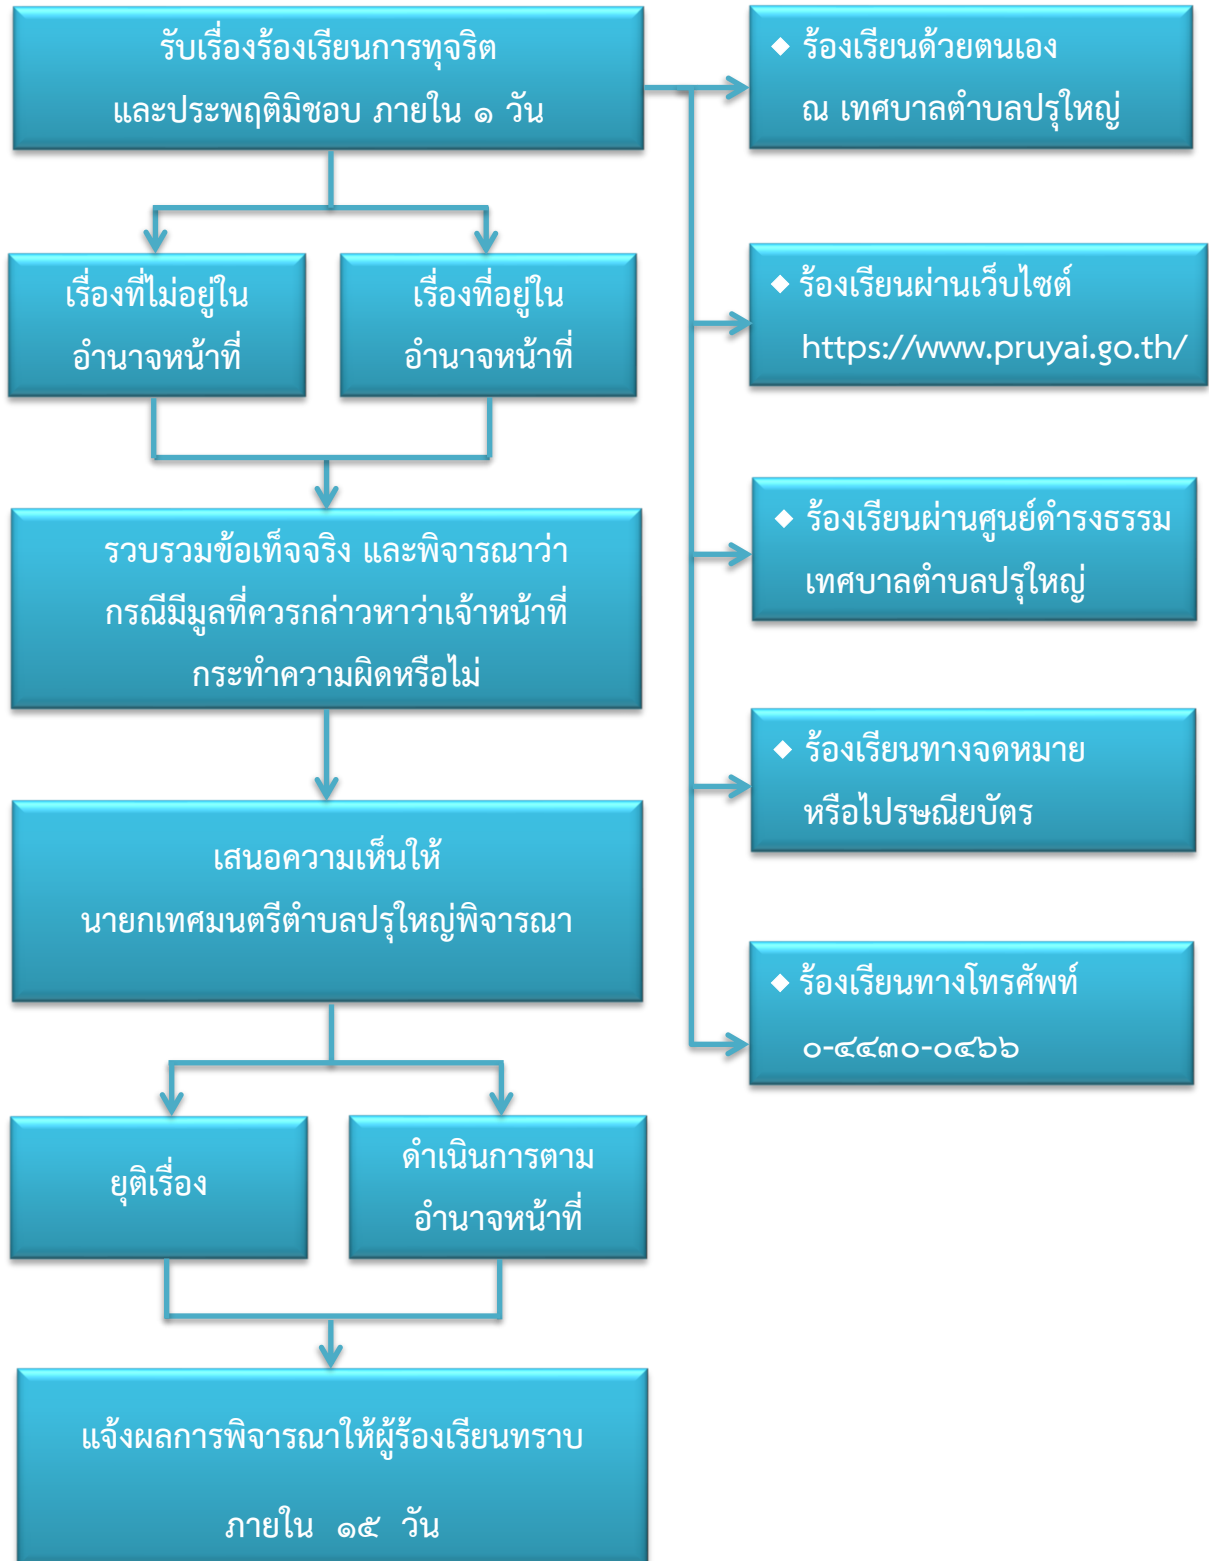 รับเรื่องร้องเรียนการทุจริต
และประพฤติมิชอบ ภายใน ๑ วัน
◆ ร้องเรียนด้วยตนเอง
ณ เทศบาลตำบลปรุใหญ่
เรื่องที่ไม่อยู่ใน
อำนาจหน้าที่
เรื่องที่อยู่ใน
อำนาจหน้าที่
◆ ร้องเรียนผ่านเว็บไซต์
https://www.pruyai.go.th/
รวบรวมข้อเท็จจริง และพิจารณาว่า
กรณีมีมูลที่ควรกล่าวหาว่าเจ้าหน้าที่
กระทำความผิดหรือไม่
◆ ร้องเรียนผ่านศูนย์ดำรงธรรม
เทศบาลตำบลปรุใหญ่
◆ ร้องเรียนทางจดหมาย
หรือไปรษณียบัตร
เสนอความเห็นให้
นายกเทศมนตรีตำบลปรุใหญ่พิจารณา
◆ ร้องเรียนทางโทรศัพท์
๐-๔๔๓๐-๐๔๖๖
ยุติเรื่อง
ดำเนินการตาม
อำนาจหน้าที่
แจ้งผลการพิจารณาให้ผู้ร้องเรียนทราบ
ภายใน ๑๕ วัน